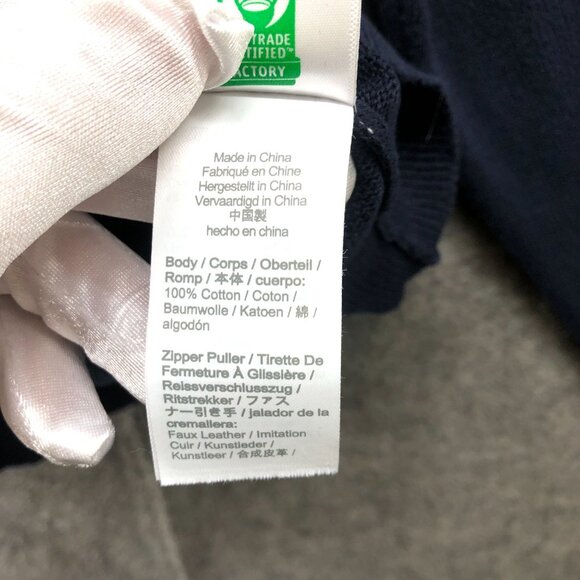 TRADE
TIFIED™
ACTORY
Made in China
Fabriqué en Chine
Hergestellt in China
Vervaardigd in China
中国製
hecho en china
Body / Corps / Oberteil /
Romp / 本体 / cuerpo:
100% Cotton / Coton /
Baumwolle / Katoen / 綿 /
algodón
Zipper Puller / Tirette De
Fermeture À Glissière /
Reissverschlusszug /
Ritstrekker / ファス
ナー引き手 / jalador de la
cremallera:
Faux Leather / Imitation
Cuir / Kunstleder /
Kunstleer / 合成皮革 /